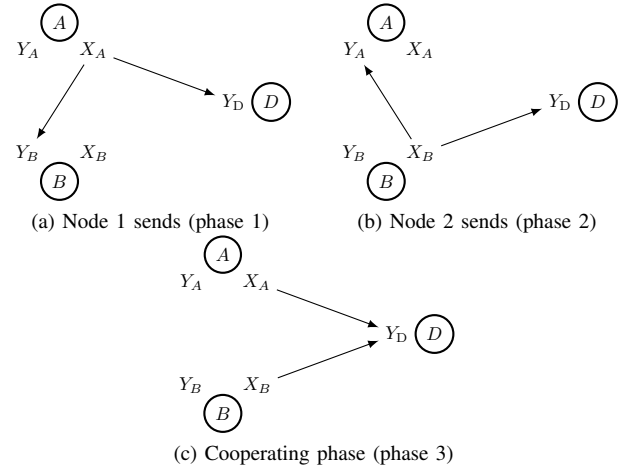 A A
Y_A X_A Y_A X_A
Y_D D Y_D D
Y_B X_B Y_B X_B
B B
(a) Node 1 sends (phase 1) (b) Node 2 sends (phase 2)
A
Y_A X_A
Y_D D
Y_B X_B
B
(c) Cooperating phase (phase 3)